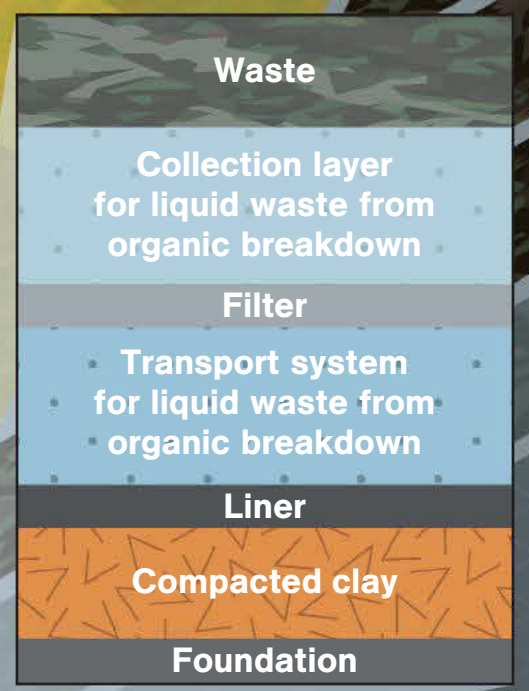 Waste
Collection layer
for liquid waste from
organic breakdown
Filter
Transport system
for liquid waste from
organic breakdown
Liner
Compacted clay
Foundation